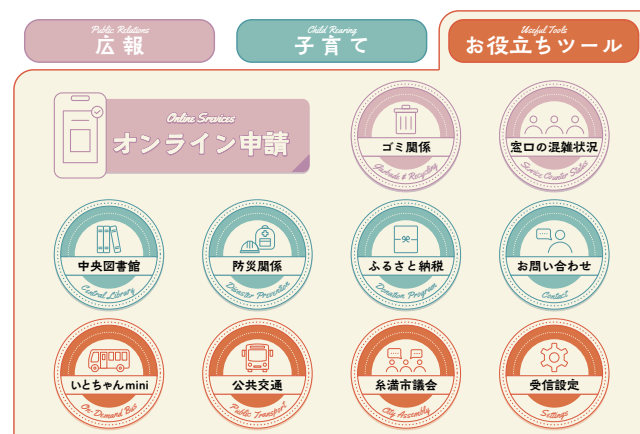 Public Relations
広報
Child Rearing
子育て
Useful Tools
お役立ちツール
Online Srevices
オンライン申請
ゴミ関係
Garbade & Recycling
窓口の混雑状況
Service Counter Status
中央図書館
Central Library
防災関係
Disaster Prevention
ふるさと納税
Donation Program
お問い合わせ
Contact
いとちゃんmini
On-Demand Bus
公共交通
Public Transport
糸満市議会
City Assembly
受信設定
Settings